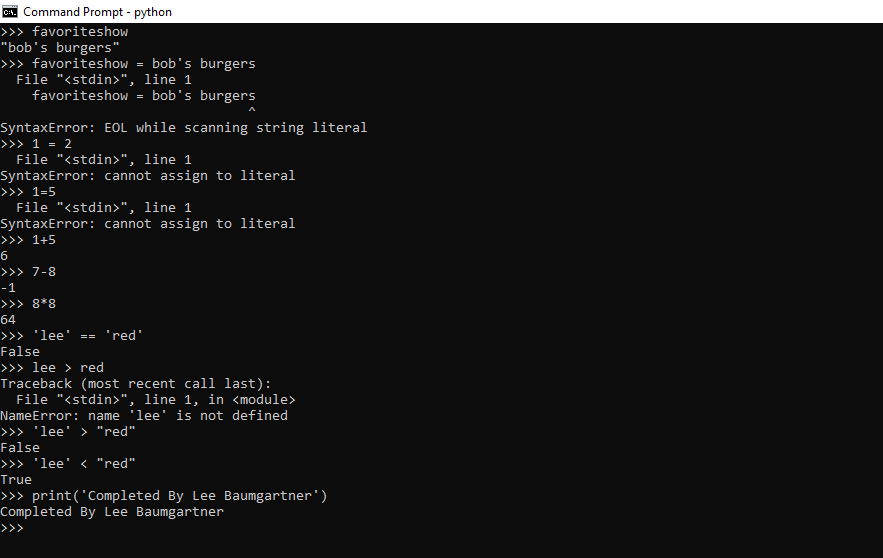 Command Prompt - python
>>> favoriteshow
"bob's burgers"
>>> favoriteshow = bob's burgers
  File "<stdin>", line 1
    favoriteshow = bob's burgers
                               ^
SyntaxError: EOL while scanning string literal
>>> 1 = 2
  File "<stdin>", line 1
SyntaxError: cannot assign to literal
>>> 1=5
  File "<stdin>", line 1
SyntaxError: cannot assign to literal
>>> 1+5
6
>>> 7-8
-1
>>> 8*8
64
>>> 'lee' == 'red'
False
>>> lee > red
Traceback (most recent call last):
  File "<stdin>", line 1, in <module>
NameError: name 'lee' is not defined
>>> 'lee' > "red"
False
>>> 'lee' < "red"
True
>>> print('Completed By Lee Baumgartner')
Completed By Lee Baumgartner
>>>